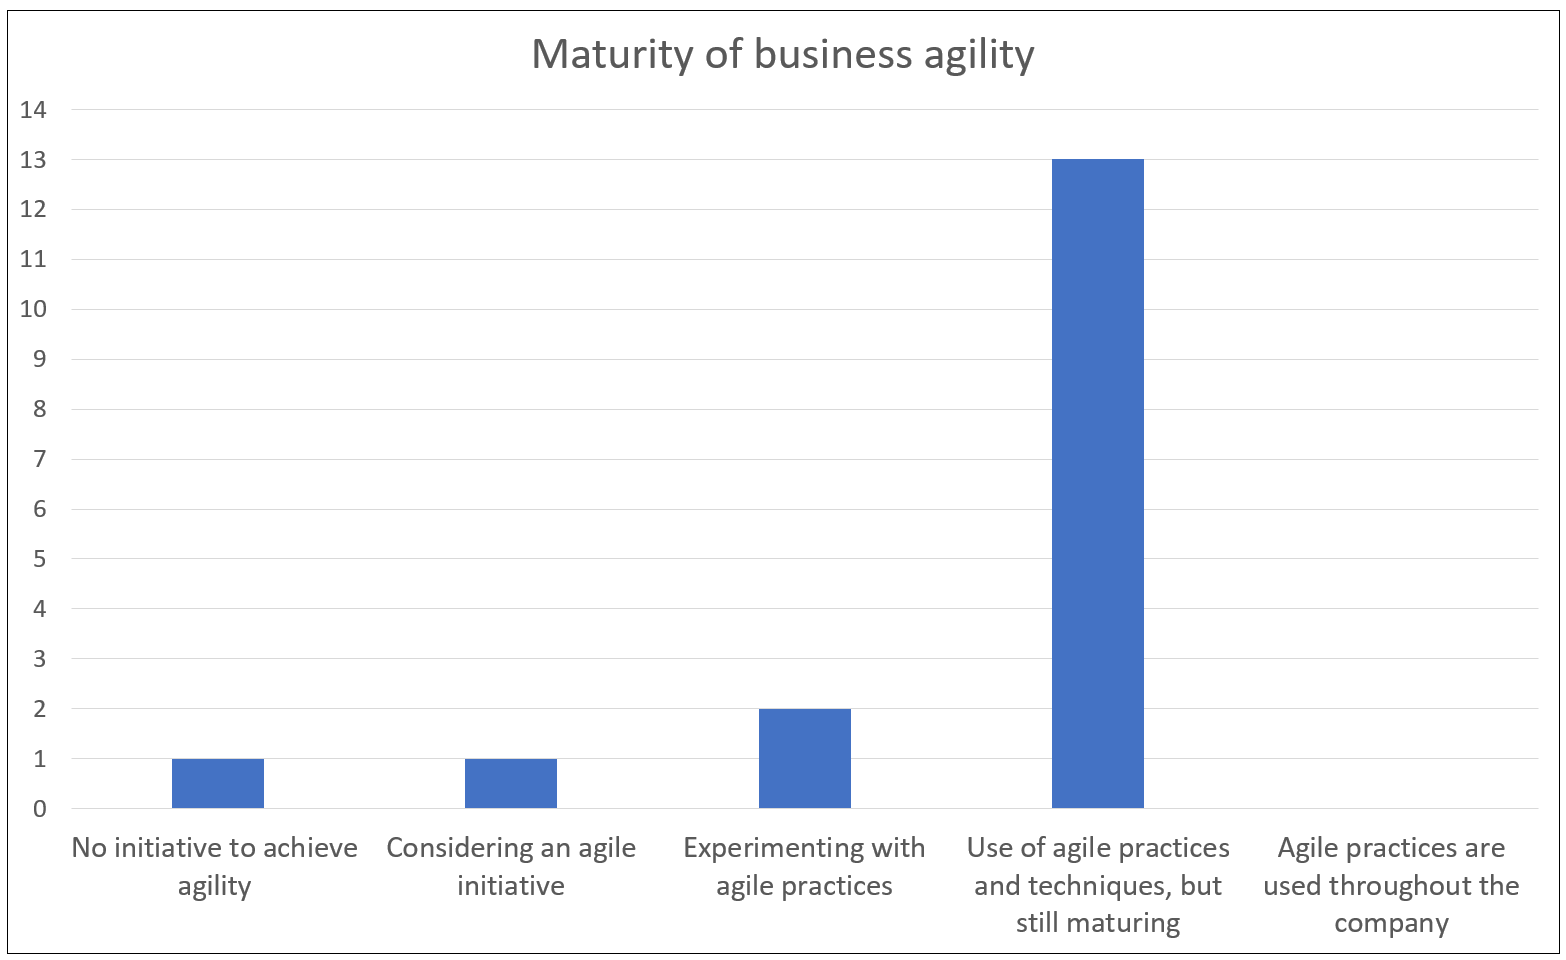 Maturity of business agility
14
13
12
11
10
9
8
7
6
5
4
3
2
1
0
No initiative to achieve
agility
Considering an agile
initiative
Experimenting with
agile practices
Use of agile practices
and techniques, but
still maturing
Agile practices are
used throughout the
company